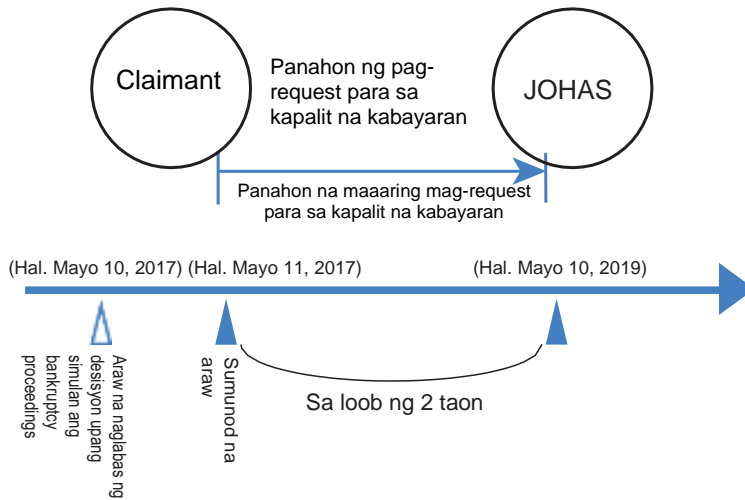 Claimant
Panahon ng pag-
request para sa
kapalit na kabayaran
JOHAS
Panahon na maaaring mag-request
para sa kapalit na kabayaran
(Hal. Mayo 10, 2017)
(Hal. Mayo 11, 2017)
(Hal. Mayo 10, 2019)
Araw na naglabas ng
desisyon upang
simulan ang
bankruptcy
proceedings
Sumunod na
araw
Sa loob ng 2 taon